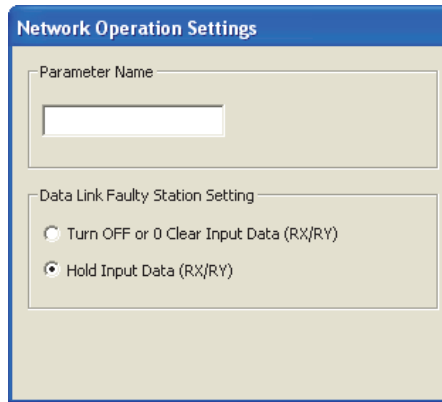 Network Operation Settings
Parameter Name
Data Link Faulty Station Setting
Turn OFF or 0 Clear Input Data (RX/RY)
Hold Input Data (RX/RY)